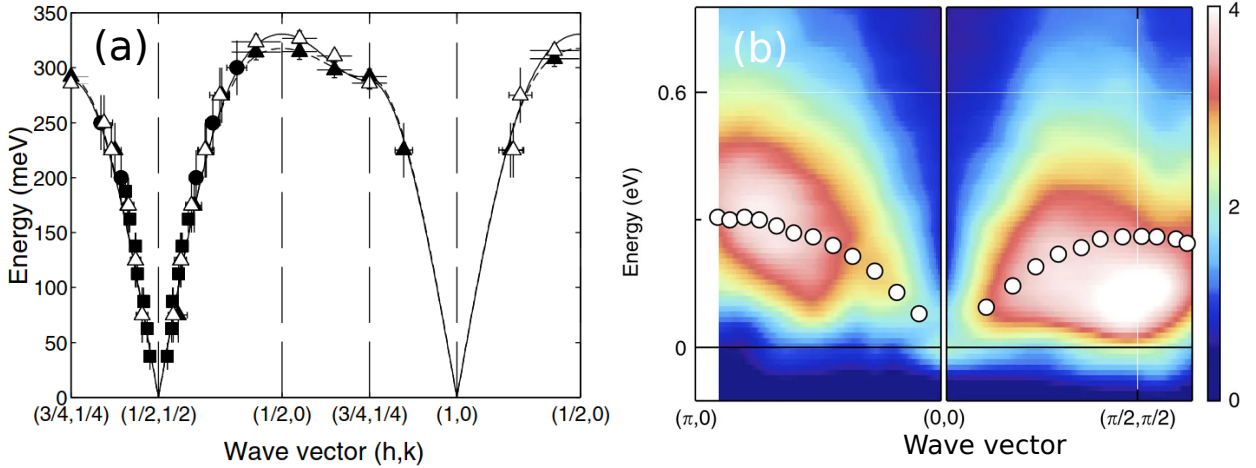 (a)
Energy (meV)
350
300
250
200
150
100
50
0
(3/4,1/4) (1/2,1/2) (1/2,0) (3/4,1/4) (1,0) (1/2,0)
Wave vector (h,k)
(b)
Energy (eV)
0.6
0
(π,0) (0,0) (π/2,π/2)
Wave vector
4
2
0